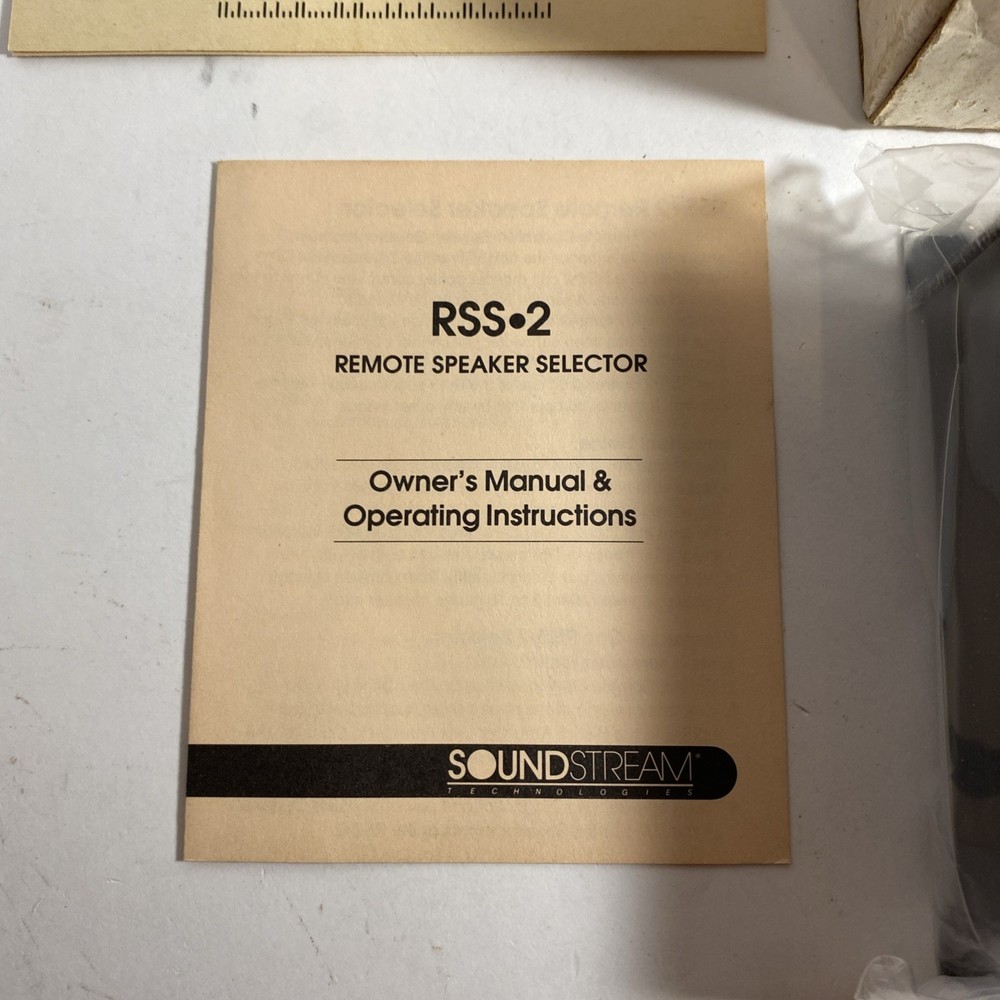 RSS•2
REMOTE SPEAKER SELECTOR
Owner's Manual &
Operating Instructions
SOUNDSTREAM®
TECHNOLOGIES